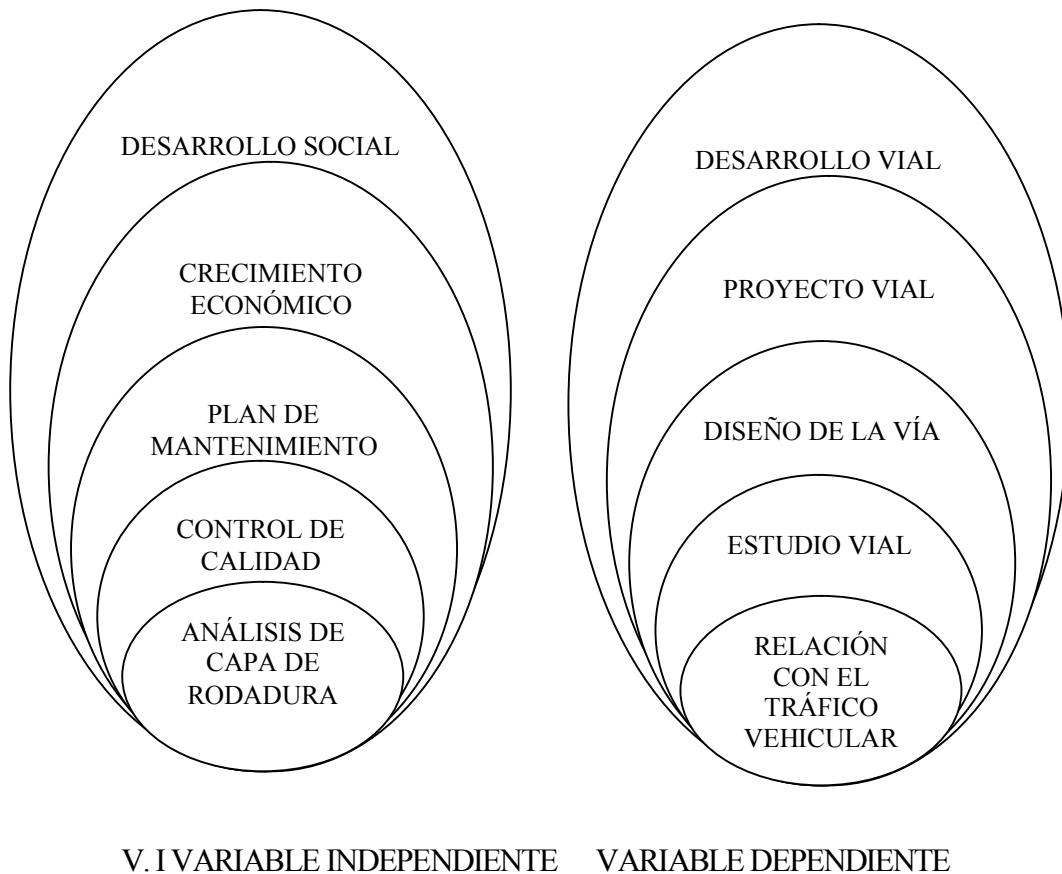 DESARROLLO SOCIAL
CRECIMIENTO
ECONÓMICO
PLAN DE
MANTENIMIENTO
CONTROL DE
CALIDAD
ANÁLISIS DE
CAPA DE
RODADURA
DESARROLLO VIAL
PROYECTO VIAL
DISEÑO DE LA VÍA
ESTUDIO VIAL
RELACIÓN
CON EL
TRÁFICO
VEHICULAR
V. I VARIABLE INDEPENDIENTE
VARIABLE DEPENDIENTE